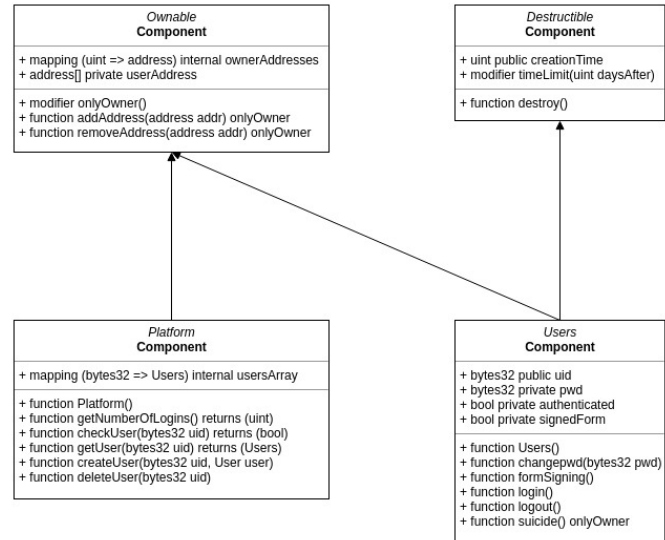 Ownable
Component
+ mapping (uint => address) internal ownerAddresses
+ address[] private userAddress
+ modifier onlyOwner()
+ function addAddress(address addr) onlyOwner
+ function removeAddress(address addr) onlyOwner
Destructible
Component
+ uint public creationTime
+ modifier timeLimit(uint daysAfter)
+ function destroy()
Platform
Component
+ mapping (bytes32 => Users) internal usersArray
+ function Platform()
+ function getNumberOfLogins() returns (uint)
+ function checkUser(bytes32 uid) returns (bool)
+ function getUser(bytes32 uid) returns (Users)
+ function createUser(bytes32 uid, User user)
+ function deleteUser(bytes32 uid)
Users
Component
+ bytes32 public uid
+ bytes32 private pwd
+ bool private authenticated
+ bool private signedForm
+ function Users()
+ function changepwd(bytes32 pwd)
+ function formSigning()
+ function login()
+ function logout()
+ function suicide() onlyOwner